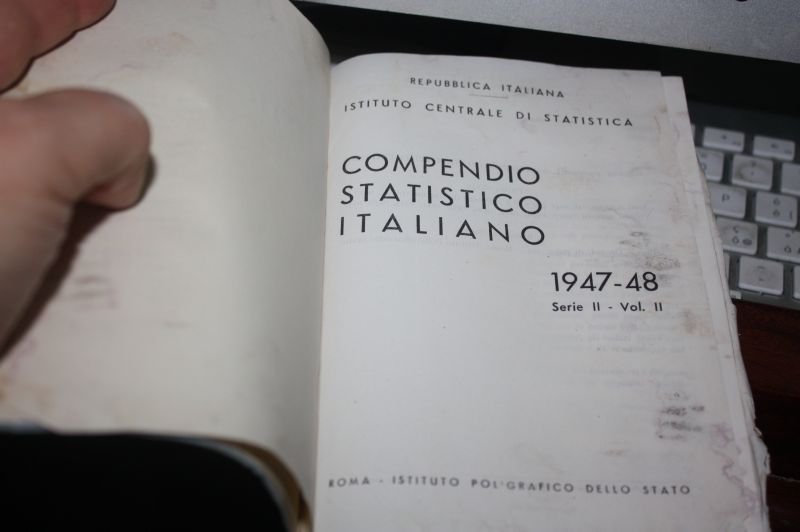 REPUBBLICA ITALIANA
ISTITUTO CENTRALE DI STATISTICA
COMPENDIO
STATISTICO
ITALIANO
1947-48
Serie II - Vol. II
ROMA - ISTITUTO POLIGRAFICO DELLO STATO